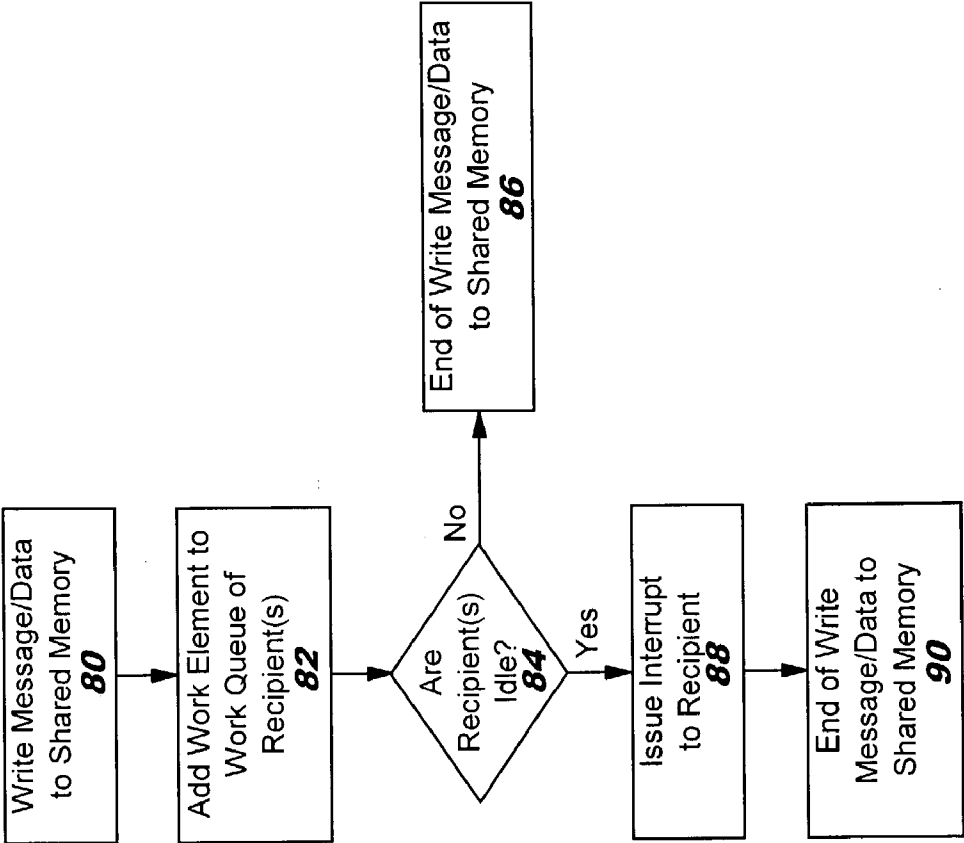 Write Message/Data
to Shared Memory
80
Add Work Element to
Work Queue of
Recipient(s)
82
Are
Recipient(s)
Idle?
84
No
End of Write Message/Data
to Shared Memory
86
Yes
Issue Interrupt
to Recipient
88
End of Write
Message/Data to
Shared Memory
90